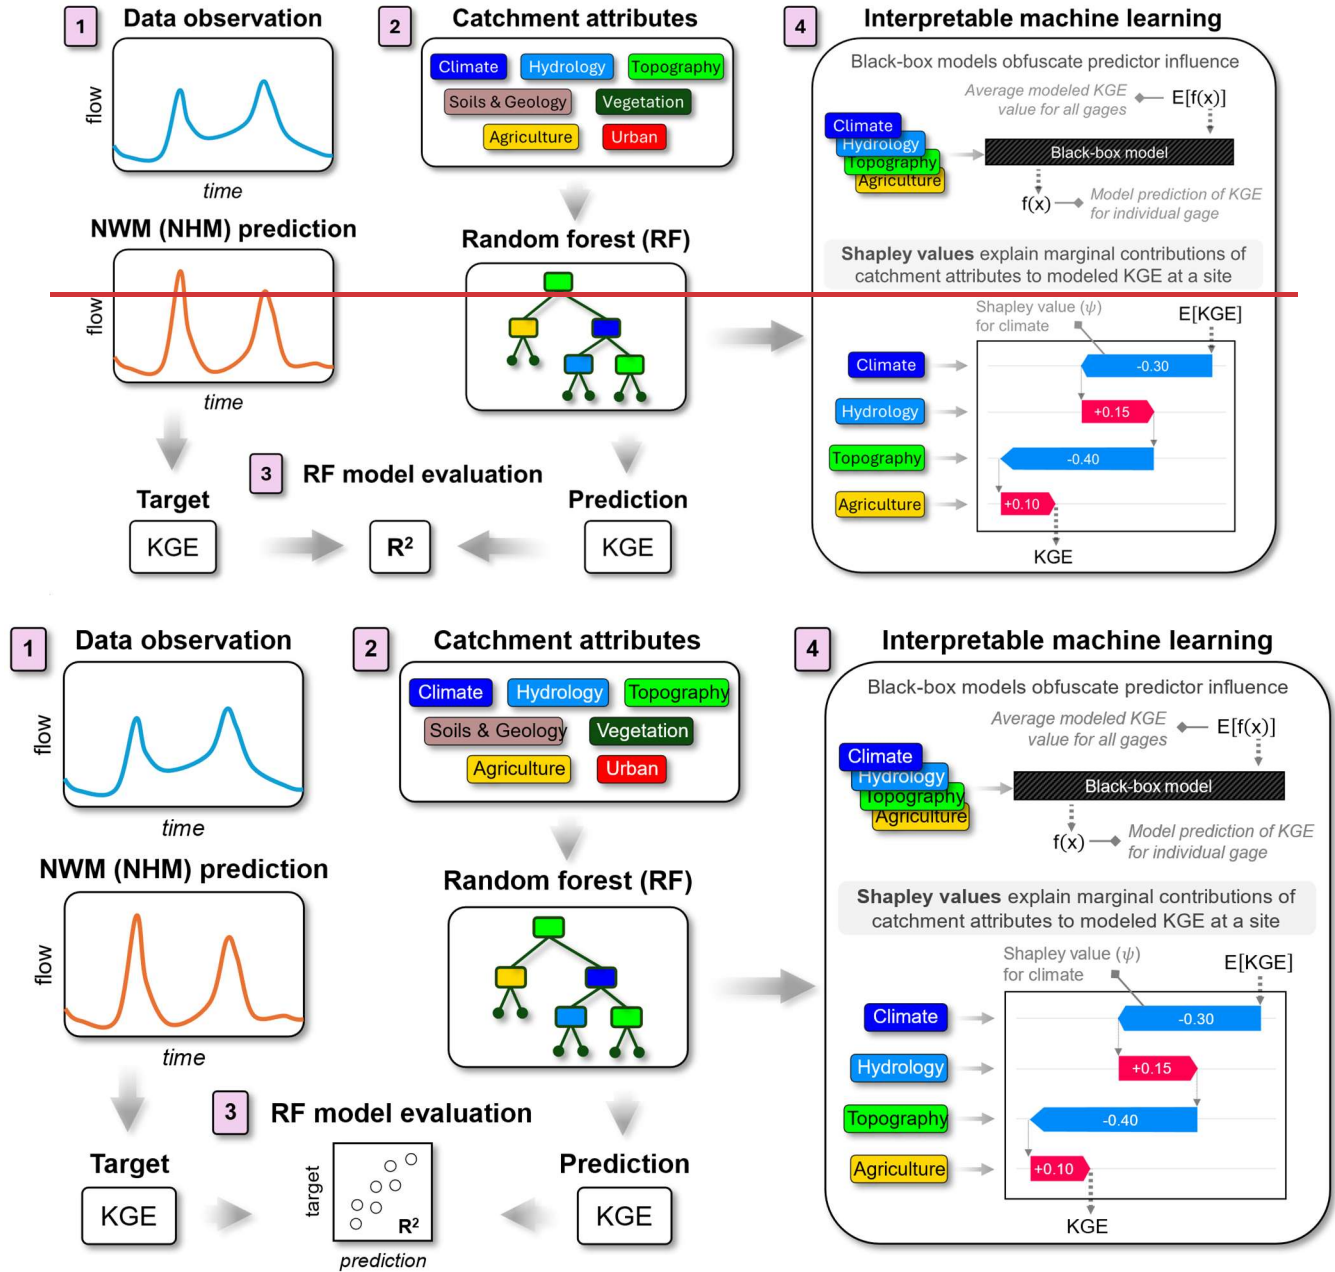 1
Data observation
flow
time
NWM (NHM) prediction
flow
time
2
Catchment attributes
Climate
Hydrology
Topography
Soils & Geology
Vegetation
Agriculture
Urban
Random forest (RF)
3
RF model evaluation
Target
KGE
R²
Prediction
KGE
4
Interpretable machine learning
Black-box models obfuscate predictor influence
Average modeled KGE
value for all gages
E[f(x)]
Climate
Hydrology
Topography
Agriculture
Black-box model
f(x)
Model prediction of KGE
for individual gage
Shapley values explain marginal contributions of
catchment attributes to modeled KGE at a site
Shapley value (ψ)
for climate
E[KGE]
Climate
-0.30
Hydrology
+0.15
Topography
-0.40
Agriculture
+0.10
KGE
1
Data observation
flow
time
NWM (NHM) prediction
flow
time
2
Catchment attributes
Climate
Hydrology
Topography
Soils & Geology
Vegetation
Agriculture
Urban
Random forest (RF)
3
RF model evaluation
Target
KGE
target
R²
prediction
Prediction
KGE
4
Interpretable machine learning
Black-box models obfuscate predictor influence
Average modeled KGE
value for all gages
E[f(x)]
Climate
Hydrology
Topography
Agriculture
Black-box model
f(x)
Model prediction of KGE
for individual gage
Shapley values explain marginal contributions of
catchment attributes to modeled KGE at a site
Shapley value (ψ)
for climate
E[KGE]
Climate
-0.30
Hydrology
+0.15
Topography
-0.40
Agriculture
+0.10
KGE